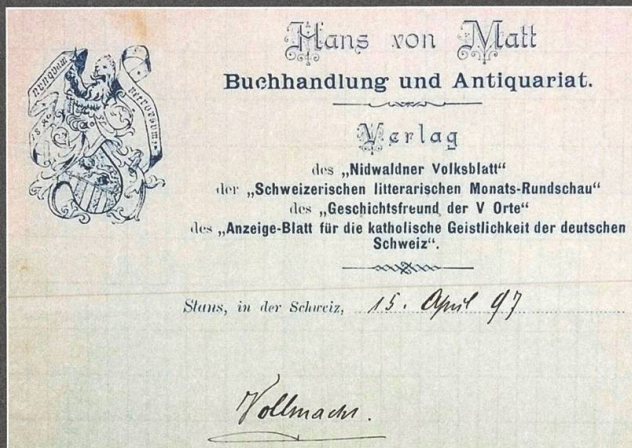 Hans von Matt
Buchhandlung und Antiquariat.
Verlag
des „Nidwaldner Volksblatt“
der „Schweizerischen litterarischen Monats-Rundschau“
des „Geschichtsfreund der V Orte“
des „Anzeige-Blatt für die katholische Geistlichkeit der deutschen
Schweiz“.
Stans, in der Schweiz, 15. April 97
Vollmacht.